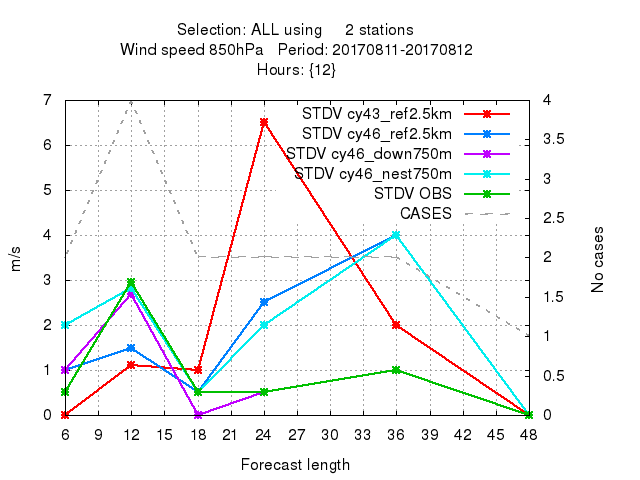 Selection: ALL using 2 stations
Wind speed 850hPa Period: 20170811-20170812
Hours: {12}
7 4
STDV cy43_ref2.5km
STDV cy46_ref2.5km
STDV cy46_down750m
STDV cy46_nest750m
STDV OBS
CASES
6 3.5
5 3
4 2.5
3 2
2 1.5
1 1
0.5
0 0
m/s
No cases
6 9 12 15 18 21 24 27 30 33 36 39 42 45 48
Forecast length